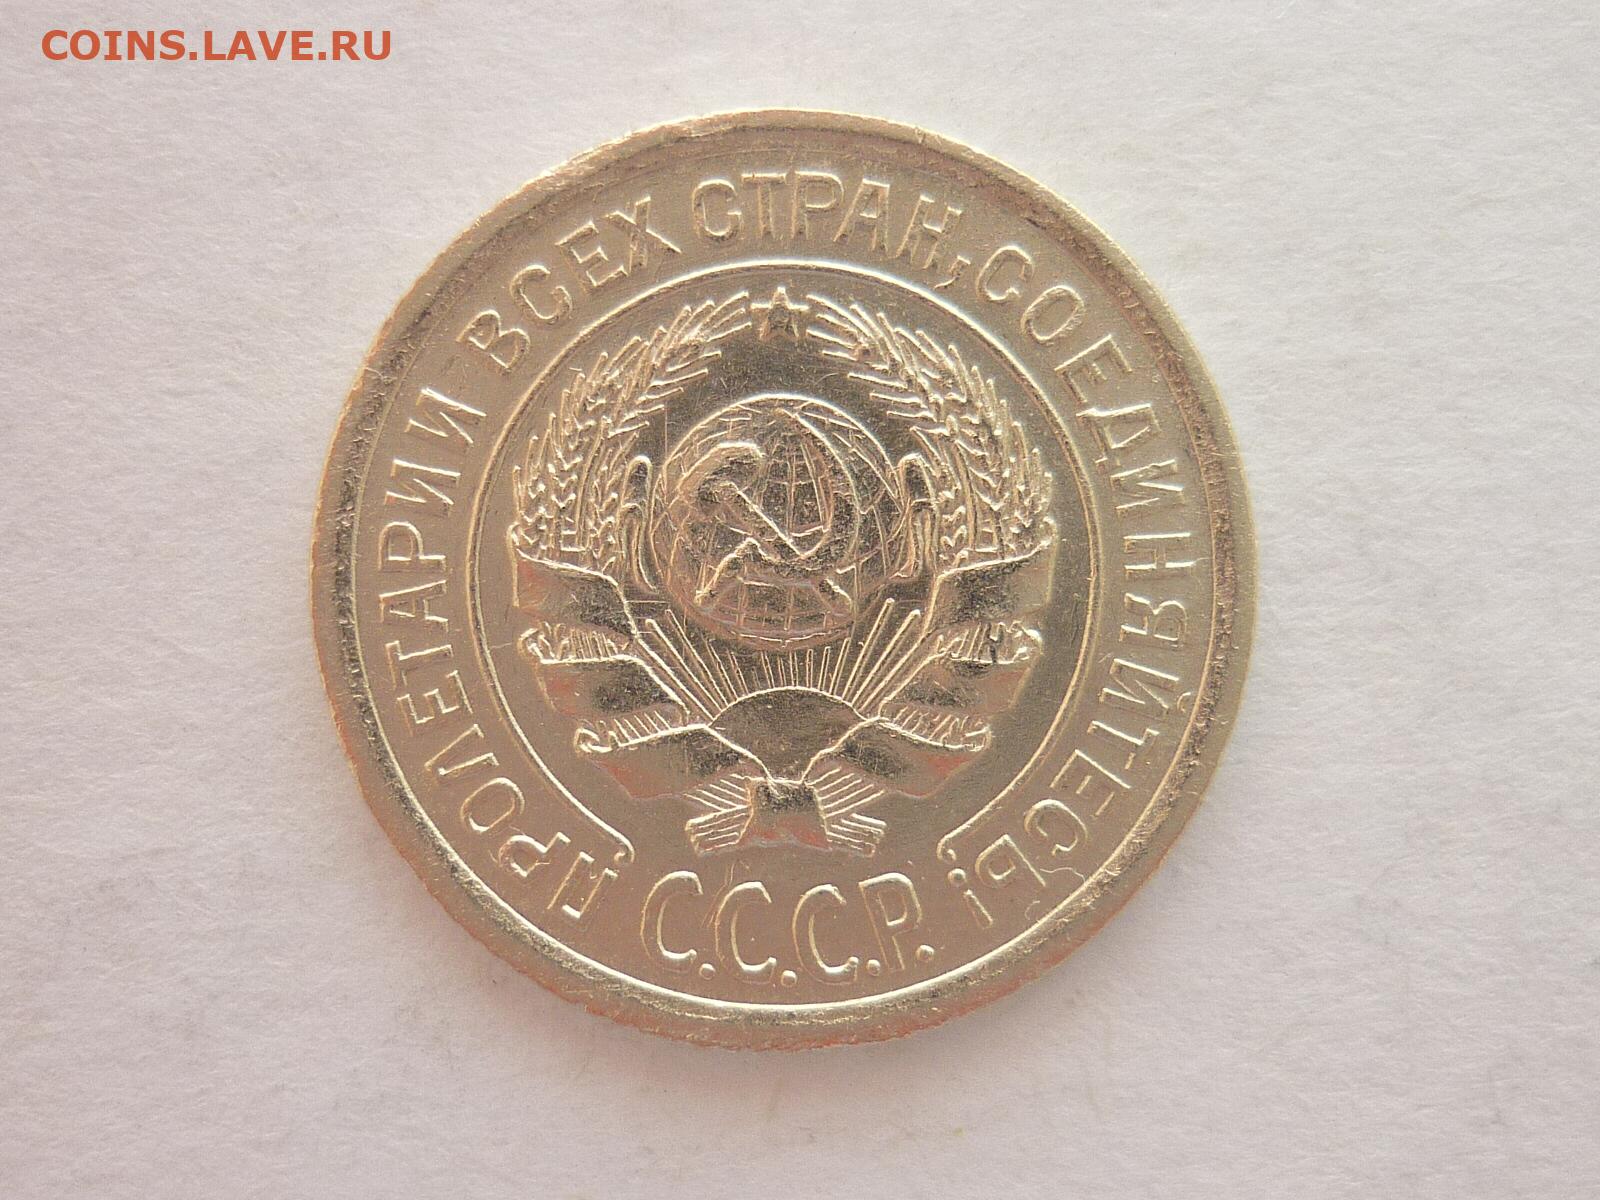 COINS.LAVE.RU
ПРОЛЕТАРИИ ВСЕХ СТРАН, СОЕДИНЯЙТЕСЬ!
С.С.С.Р.